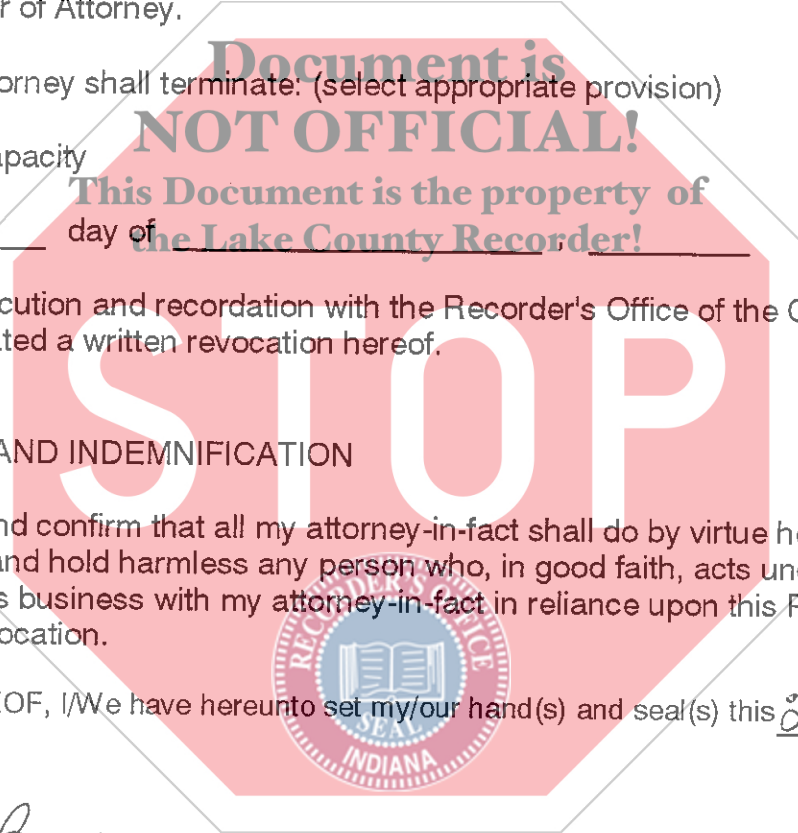 r of Attorney.
Document is
orney shall terminate: (select appropriate provision)
NOT OFFICIAL!
apacity
This Document is the property of
day of
the Lake County Recorder!
cution and recordation with the Recorder's Office of the C
ted a written revocation hereof.
STOP
AND INDEMNIFICATION
nd confirm that all my attorney-in-fact shall do by virtue he
and hold harmless any person who, in good faith, acts un
s business with my attorney-in-fact in reliance upon this P
ocation.
RECORDER'S OFFICE
EOF, I/We have hereunto set my/our hand(s) and seal(s) this
SEAL
INDIANA